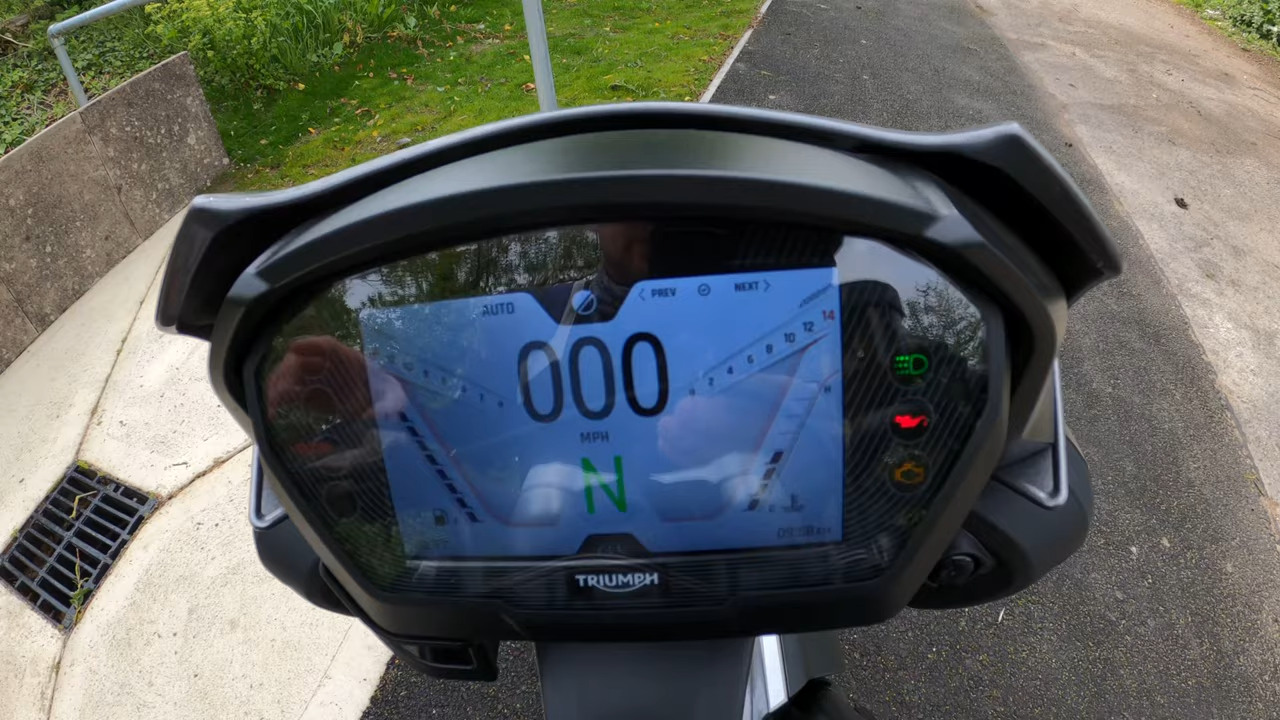 AUTO
PREV
NEXT
000
MPH
N
2 4 6 8 10 12 14
H
TRIUMPH